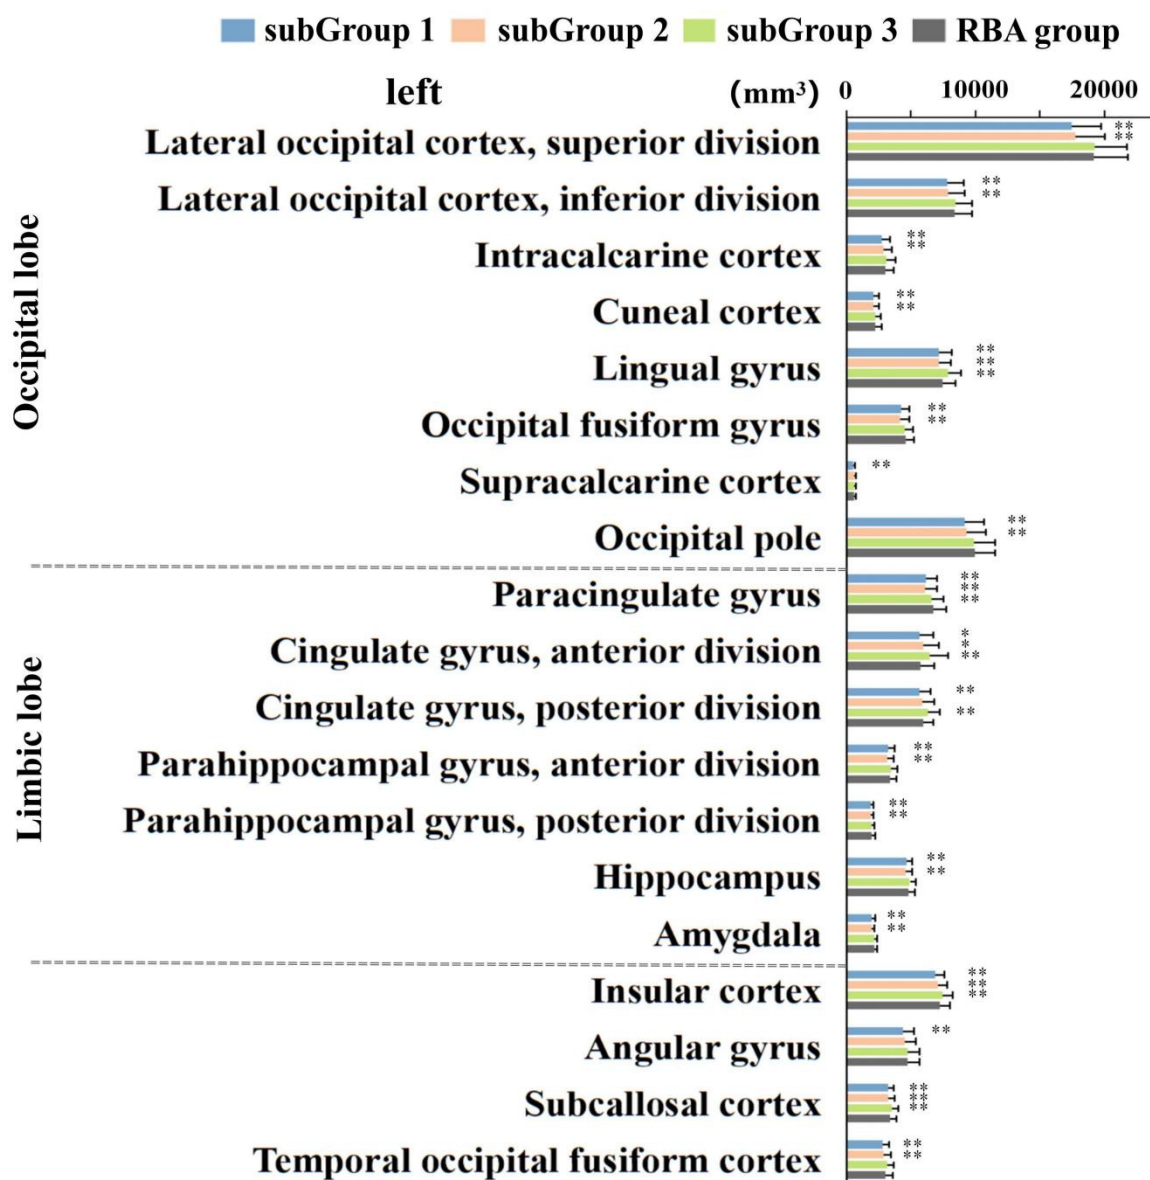 subGroup 1 subGroup 2 subGroup 3 RBA group
left (mm³) 0 10000 20000
Occipital lobe
Lateral occipital cortex, superior division **
**
Lateral occipital cortex, inferior division **
**
Intracalcarine cortex **
**
Cuneal cortex **
**
Lingual gyrus **
**
**
Occipital fusiform gyrus **
**
Supracalcarine cortex **
Occipital pole **
**
Limbic lobe
Paracingulate gyrus **
**
**
Cingulate gyrus, anterior division *
*
**
Cingulate gyrus, posterior division **
**
Parahippocampal gyrus, anterior division **
**
Parahippocampal gyrus, posterior division **
**
Hippocampus **
**
Amygdala **
**
Insular cortex **
**
**
Angular gyrus **
Subcallosal cortex **
**
**
Temporal occipital fusiform cortex **
**